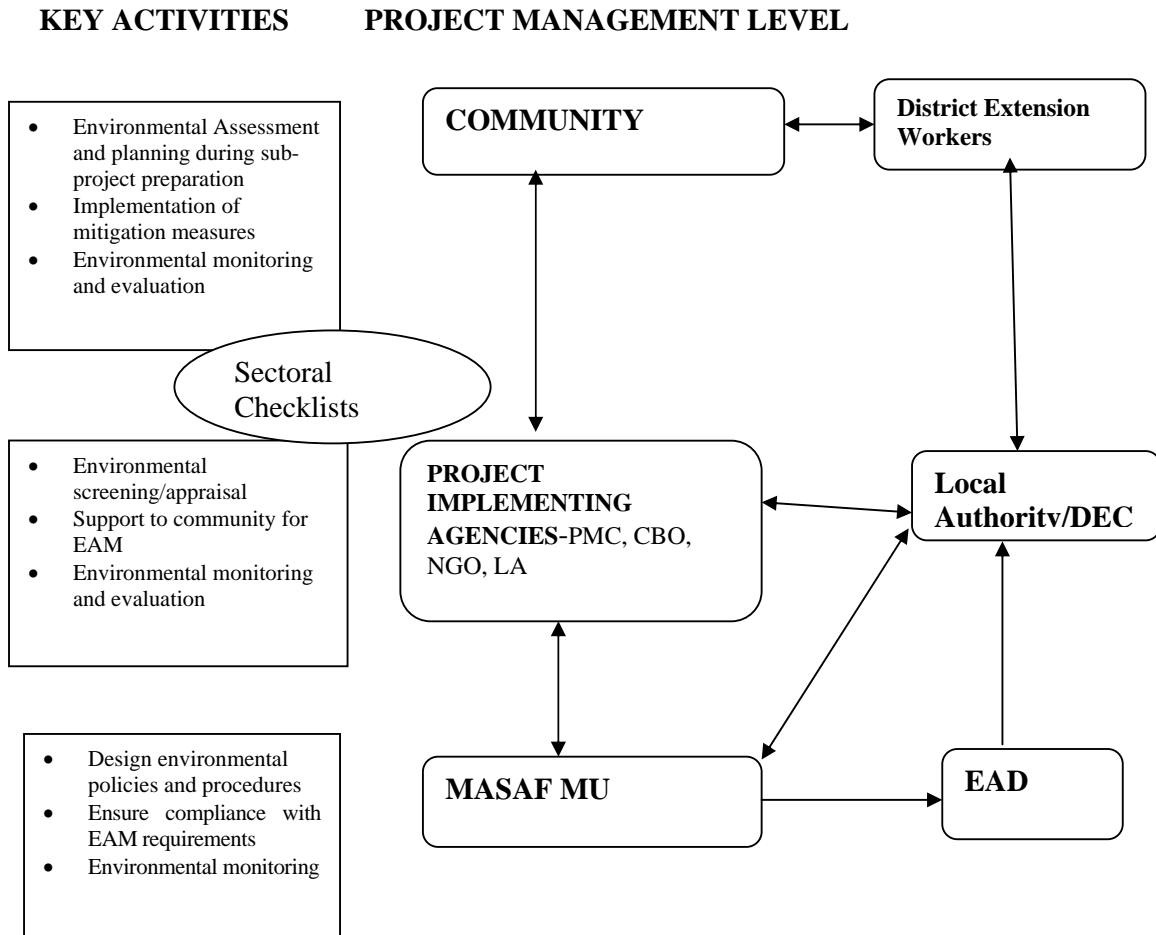 KEY ACTIVITIES PROJECT MANAGEMENT LEVEL
• Environmental Assessment
and planning during sub-
project preparation
• Implementation of
mitigation measures
• Environmental monitoring
and evaluation
COMMUNITY
District Extension
Workers
Sectoral
Checklists
• Environmental
screening/appraisal
• Support to community for
EAM
• Environmental monitoring
and evaluation
PROJECT
IMPLEMENTING
AGENCIES-PMC, CBO,
NGO, LA
Local
Authority/DEC
• Design environmental
policies and procedures
• Ensure compliance with
EAM requirements
• Environmental monitoring
MASAF MU
EAD